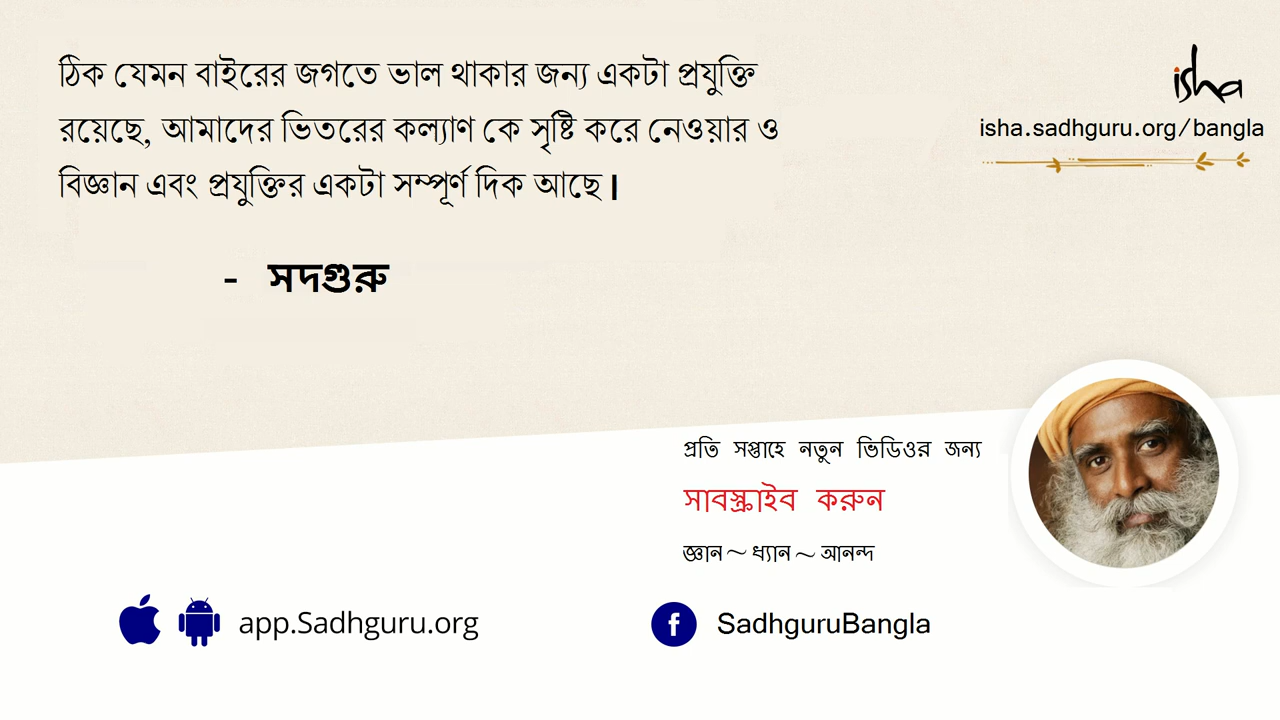 ঠিক যেমন বাইরের জগতে ভাল থাকার জন্য একটা প্রযুক্তি
রয়েছে, আমাদের ভিতরের কল্যাণ কে সৃষ্টি করে নেওয়ার ও
বিজ্ঞান এবং প্রযুক্তির একটা সম্পূর্ণ দিক আছে।
- সদগুরু
isha
isha.sadhguru.org/bangla
প্রতি সপ্তাহে নতুন ভিডিওর জন্য
সাবস্ক্রাইব করুন
জ্ঞান ~ ধ্যান ~ আনন্দ
app.Sadhguru.org
f SadhguruBangla